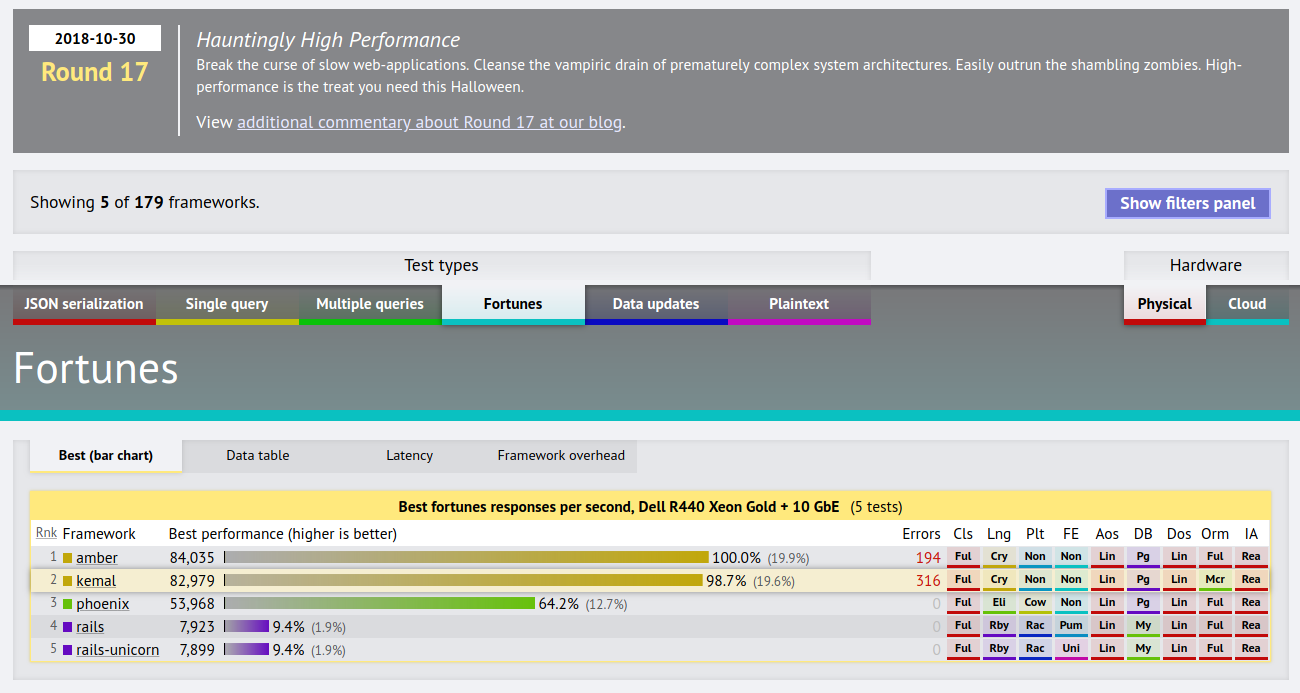 2018-10-30
Round 17
Hauntingly High Performance
Break the curse of slow web-applications. Cleanse the vampiric drain of prematurely complex system architectures. Easily outrun the shambling zombies. High-
performance is the treat you need this Halloween.
View additional commentary about Round 17 at our blog.
Showing 5 of 179 frameworks.
Show filters panel
Test types
Hardware
JSON serialization Single query Multiple queries Fortunes Data updates Plaintext
Physical Cloud
Fortunes
Best (bar chart) Data table Latency Framework overhead
Best fortunes responses per second, Dell R440 Xeon Gold + 10 GbE (5 tests)
Rnk Framework Best performance (higher is better) Errors Cls Lng Plt FE Aos DB Dos Orm IA
1 amber 84,035 100.0% (19.9%) 194 Ful Cry Non Non Lin Pg Lin Ful Rea
2 kemal 82,979 98.7% (19.6%) 316 Ful Cry Non Non Lin Pg Lin Mcr Rea
3 phoenix 53,968 64.2% (12.7%) 0 Ful Eli Cow Non Lin Pg Lin Ful Rea
4 rails 7,923 9.4% (1.9%) 0 Ful Rby Rac Pum Lin My Lin Ful Rea
5 rails-unicorn 7,899 9.4% (1.9%) 0 Ful Rby Rac Uni Lin My Lin Ful Rea